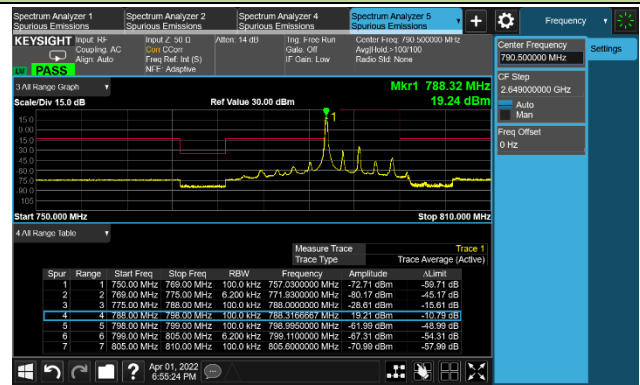 Spectrum Analyzer 1
Spurious Emissions
Spectrum Analyzer 2
Spurious Emissions
Spectrum Analyzer 4
Spurious Emissions
Spectrum Analyzer 5
Spurious Emissions
+
Frequency
KEYSIGHT
Input: RF
Coupling: AC
Align: Auto
Input Z: 50 Ω
Corr CCorr
Freq Ref: Int (S)
NFE: Adaptive
Atten: 14 dB
Trig: Free Run
Gate: Off
IF Gain: Low
Center Freq: 790.500000 MHz
Avg|Hold:>100/100
Radio Std: None
PASS
Center Frequency
790.500000 MHz
Settings
CF Step
2.649000000 GHz
Auto
Man
Freq Offset
0 Hz
3 All Range Graph
Mkr1 788.32 MHz
Scale/Div 15.0 dB
Ref Value 30.00 dBm
19.24 dBm
1
15.0
0.00
-15.0
-30.0
-45.0
-60.0
-75.0
-90.0
-105
Start 750.000 MHz
Stop 810.000 MHz
4 All Range Table
Measure Trace Trace 1
Trace Type Trace Average (Active)
Spur Range Start Freq Stop Freq RBW Frequency Amplitude ΔLimit
1 1 750.00 MHz 769.00 MHz 100.0 kHz 757.0300000 MHz -72.71 dBm -59.71 dB
2 2 769.00 MHz 775.00 MHz 6.200 kHz 771.9300000 MHz -80.17 dBm -45.17 dB
3 3 775.00 MHz 788.00 MHz 100.0 kHz 788.0000000 MHz -28.61 dBm -15.61 dB
4 4 788.00 MHz 798.00 MHz 100.0 kHz 788.3166667 MHz 19.21 dBm -10.79 dB
5 5 798.00 MHz 799.00 MHz 100.0 kHz 798.9950000 MHz -61.99 dBm -48.99 dB
6 6 799.00 MHz 805.00 MHz 6.200 kHz 799.1100000 MHz -67.31 dBm -54.31 dB
7 7 805.00 MHz 810.00 MHz 100.0 kHz 805.6000000 MHz -70.99 dBm -57.99 dB
?
Apr 01, 2022
6:55:24 PM